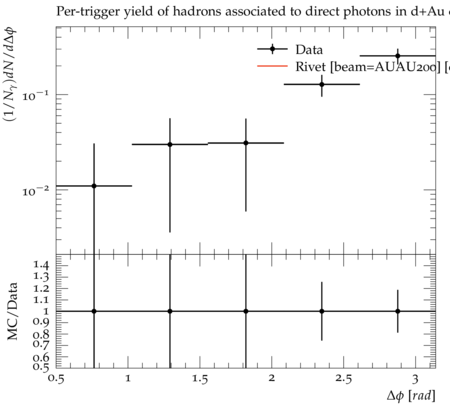 Per-trigger yield of hadrons associated to direct photons in d+Au
(1/Nγ)dN/dΔϕ
Data
Rivet [beam=AUAU200]
10⁻¹
10⁻²
MC/Data
1.4
1.3
1.2
1.1
1
0.9
0.8
0.7
0.6
0.5
0.5 1 1.5 2 2.5 3
Δϕ [rad]